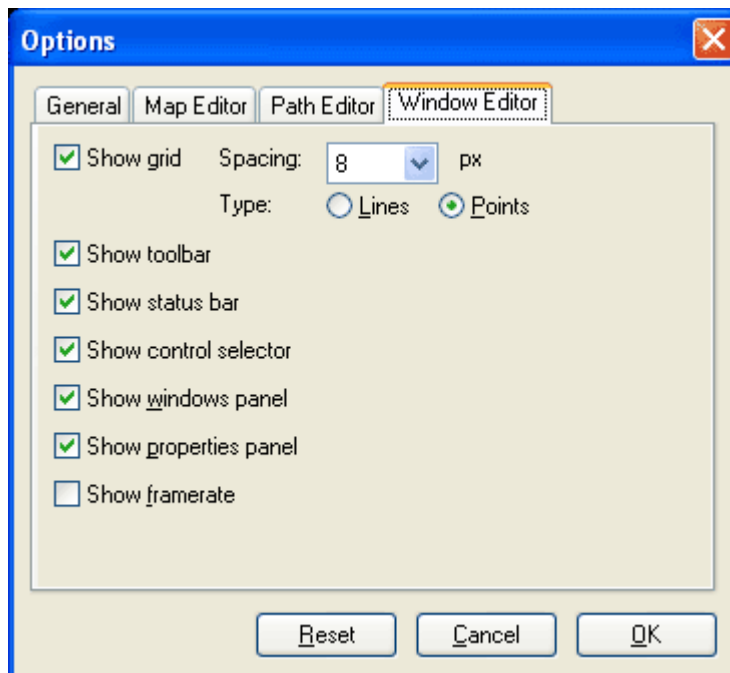 Options
General Map Editor Path Editor Window Editor
Show grid Spacing: 8 px
Type: Lines Points
Show toolbar
Show status bar
Show control selector
Show windows panel
Show properties panel
Show framerate
Reset Cancel OK